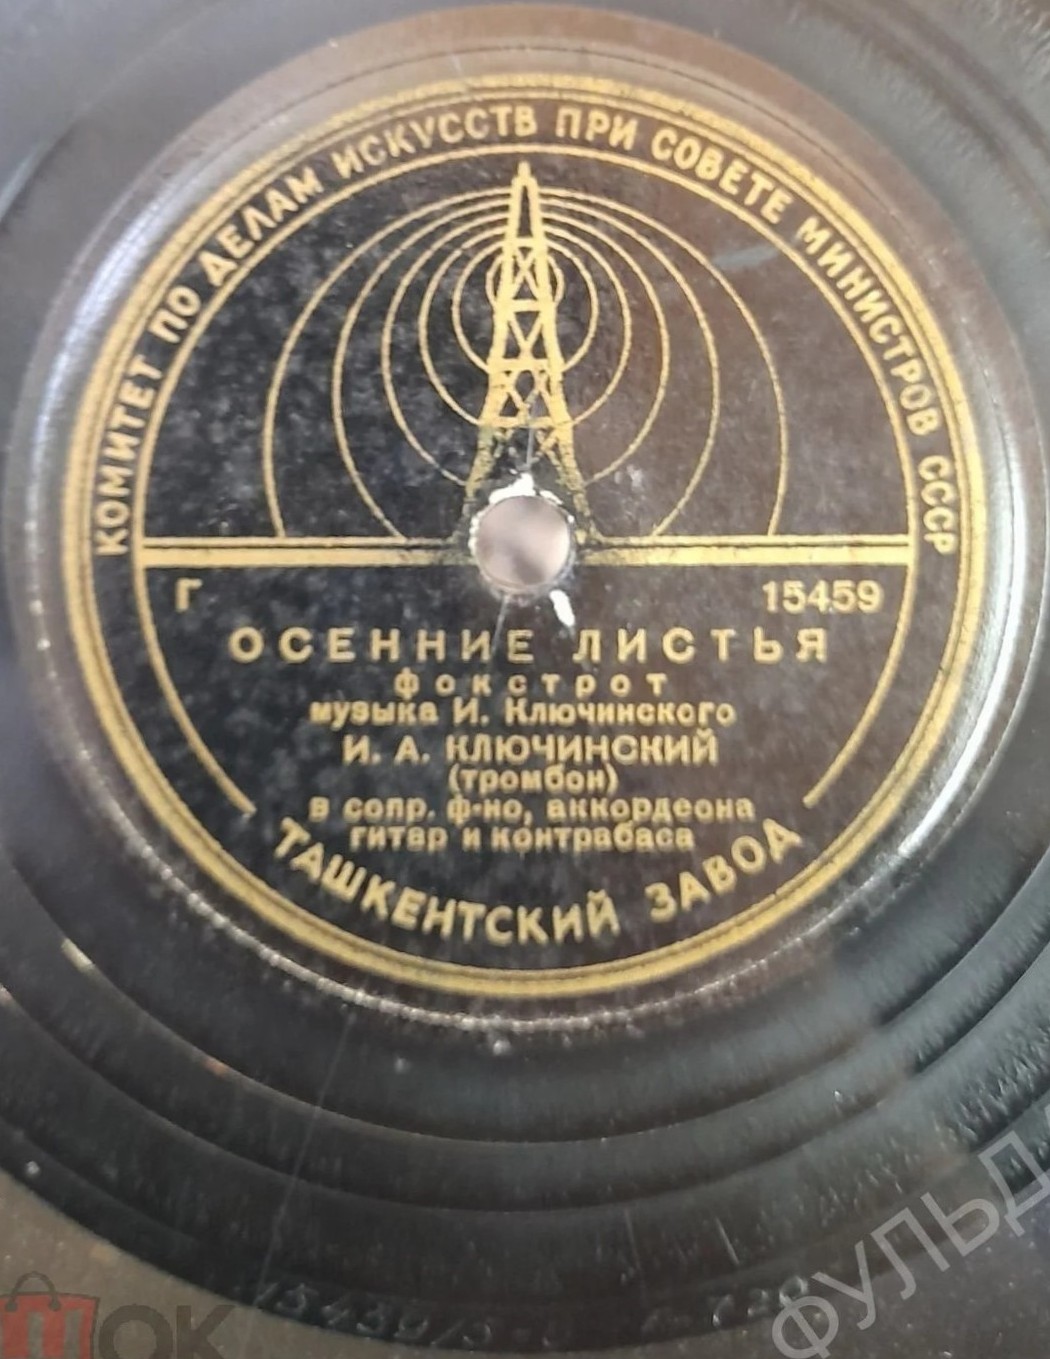 КОМИТЕТ ПО ДЕЛАМ ИСКУССТВ ПРИ СОВЕТЕ МИНИСТРОВ СССР
Г 15459
ОСЕННИЕ ЛИСТЬЯ
фокстрот
музыка И. Ключинского
И. А. КЛЮЧИНСКИЙ
(тромбон)
в сопр. ф-но, аккордеона
гитар и контрабаса
ТАШКЕНТСКИЙ ЗАВОД